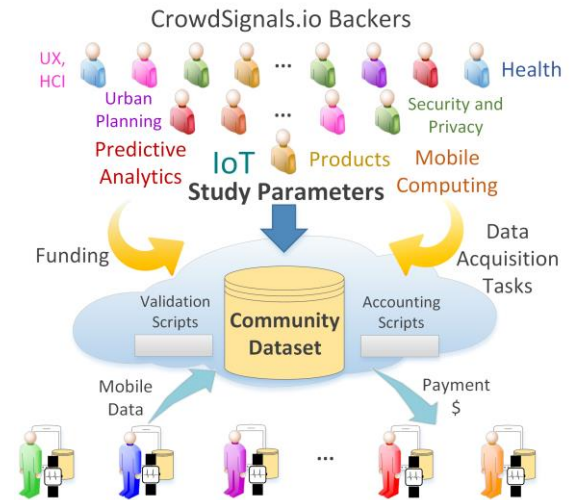 CrowdSignals.io Backers
UX,
HCI
...
Health
Urban
Planning
...
Security and
Privacy
Predictive
Analytics
IoT
Products
Mobile
Computing
Study Parameters
Funding
Data
Acquisition
Tasks
Validation
Scripts
Community
Dataset
Accounting
Scripts
Mobile
Data
Payment
$
...